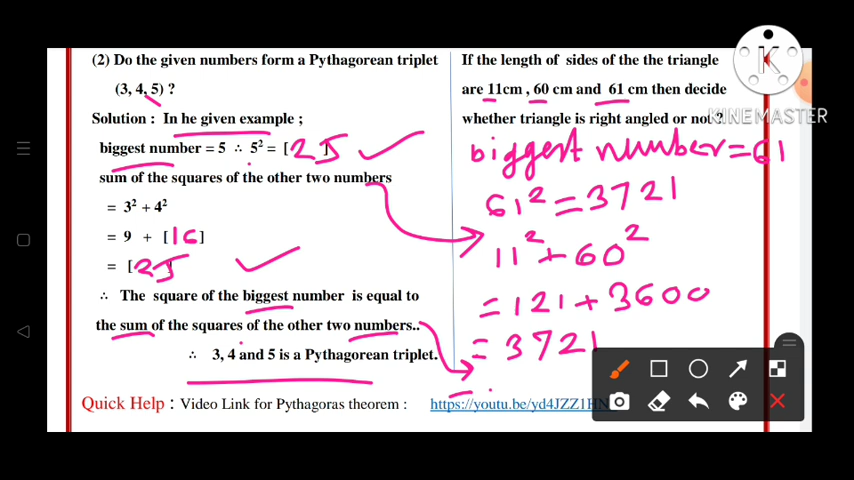 (2) Do the given numbers form a Pythagorean triplet
(3, 4, 5) ?
Solution : In he given example ;
biggest number = 5 ∴ 5² = [25]
sum of the squares of the other two numbers
= 3² + 4²
= 9 + [16]
= [25]
∴ The square of the biggest number is equal to
the sum of the squares of the other two numbers..
∴ 3, 4 and 5 is a Pythagorean triplet.
If the length of sides of the the triangle
are 11cm , 60 cm and 61 cm then decide
whether triangle is right angled or not ?
biggest number = 61
61² = 3721
11² + 60²
= 121 + 3600
= 3721
Quick Help : Video Link for Pythagoras theorem :
K
KINEMASTER